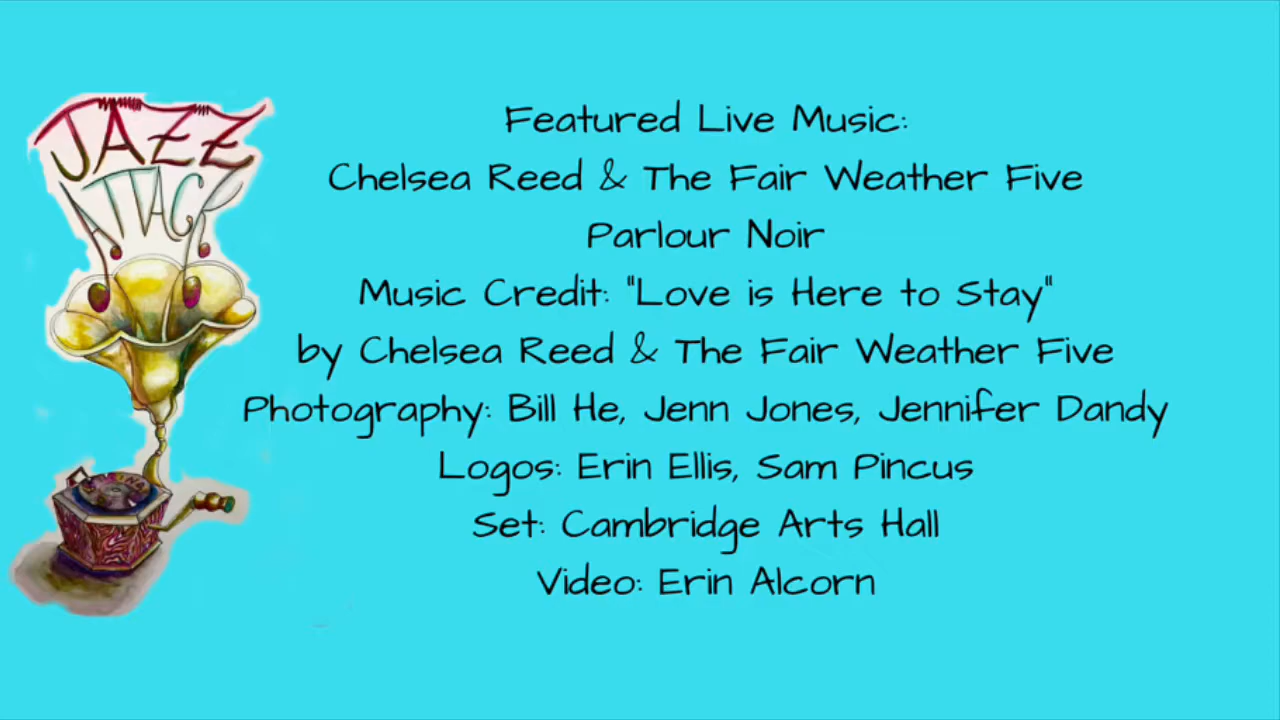 JAZZ
ATTACK
Featured Live Music:
Chelsea Reed & The Fair Weather Five
Parlour Noir
Music Credit: "Love is Here to Stay"
by Chelsea Reed & The Fair Weather Five
Photography: Bill He, Jenn Jones, Jennifer Dandy
Logos: Erin Ellis, Sam Pincus
Set: Cambridge Arts Hall
Video: Erin Alcorn